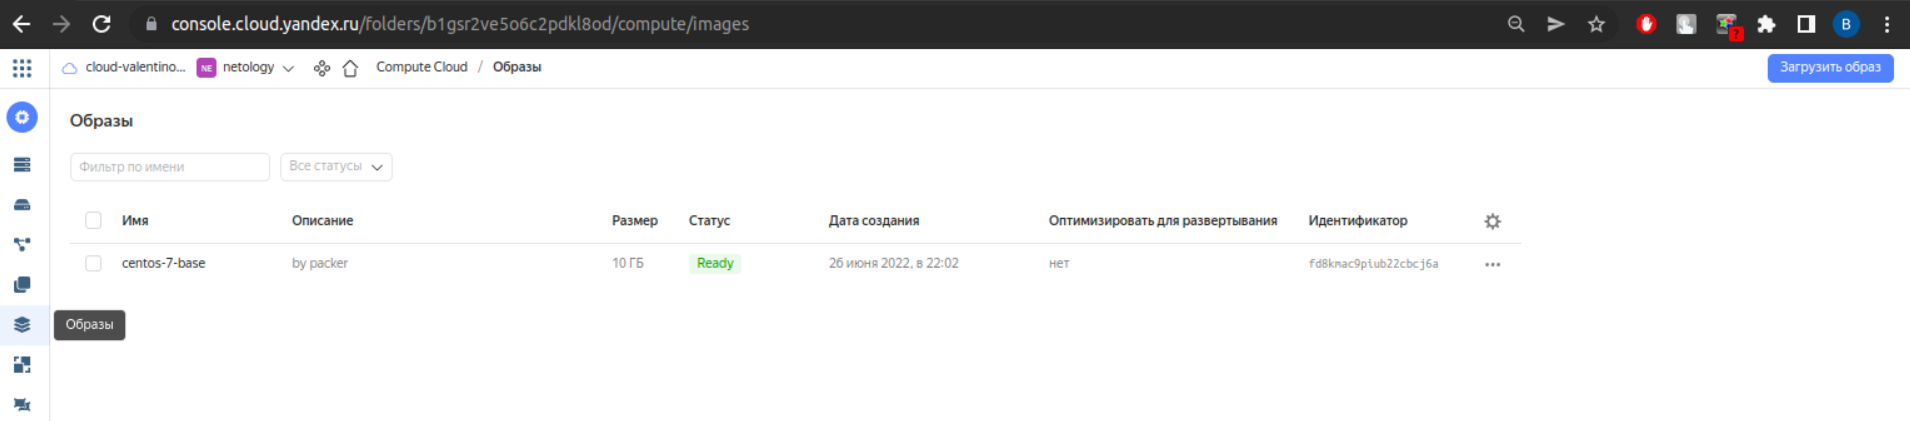 console.cloud.yandex.ru/folders/b1gsr2ve5o6c2pdkl8od/compute/images
?
B
cloud-valentino... NE netology Compute Cloud / Образы
Загрузить образ
Образы
Фильтр по имени Все статусы
Имя Описание Размер Статус Дата создания Оптимизировать для развертывания Идентификатор
centos-7-base by packer 10 ГБ Ready 26 июня 2022, в 22:02 нет fd8kmac9piub22cbcj6a
Образы